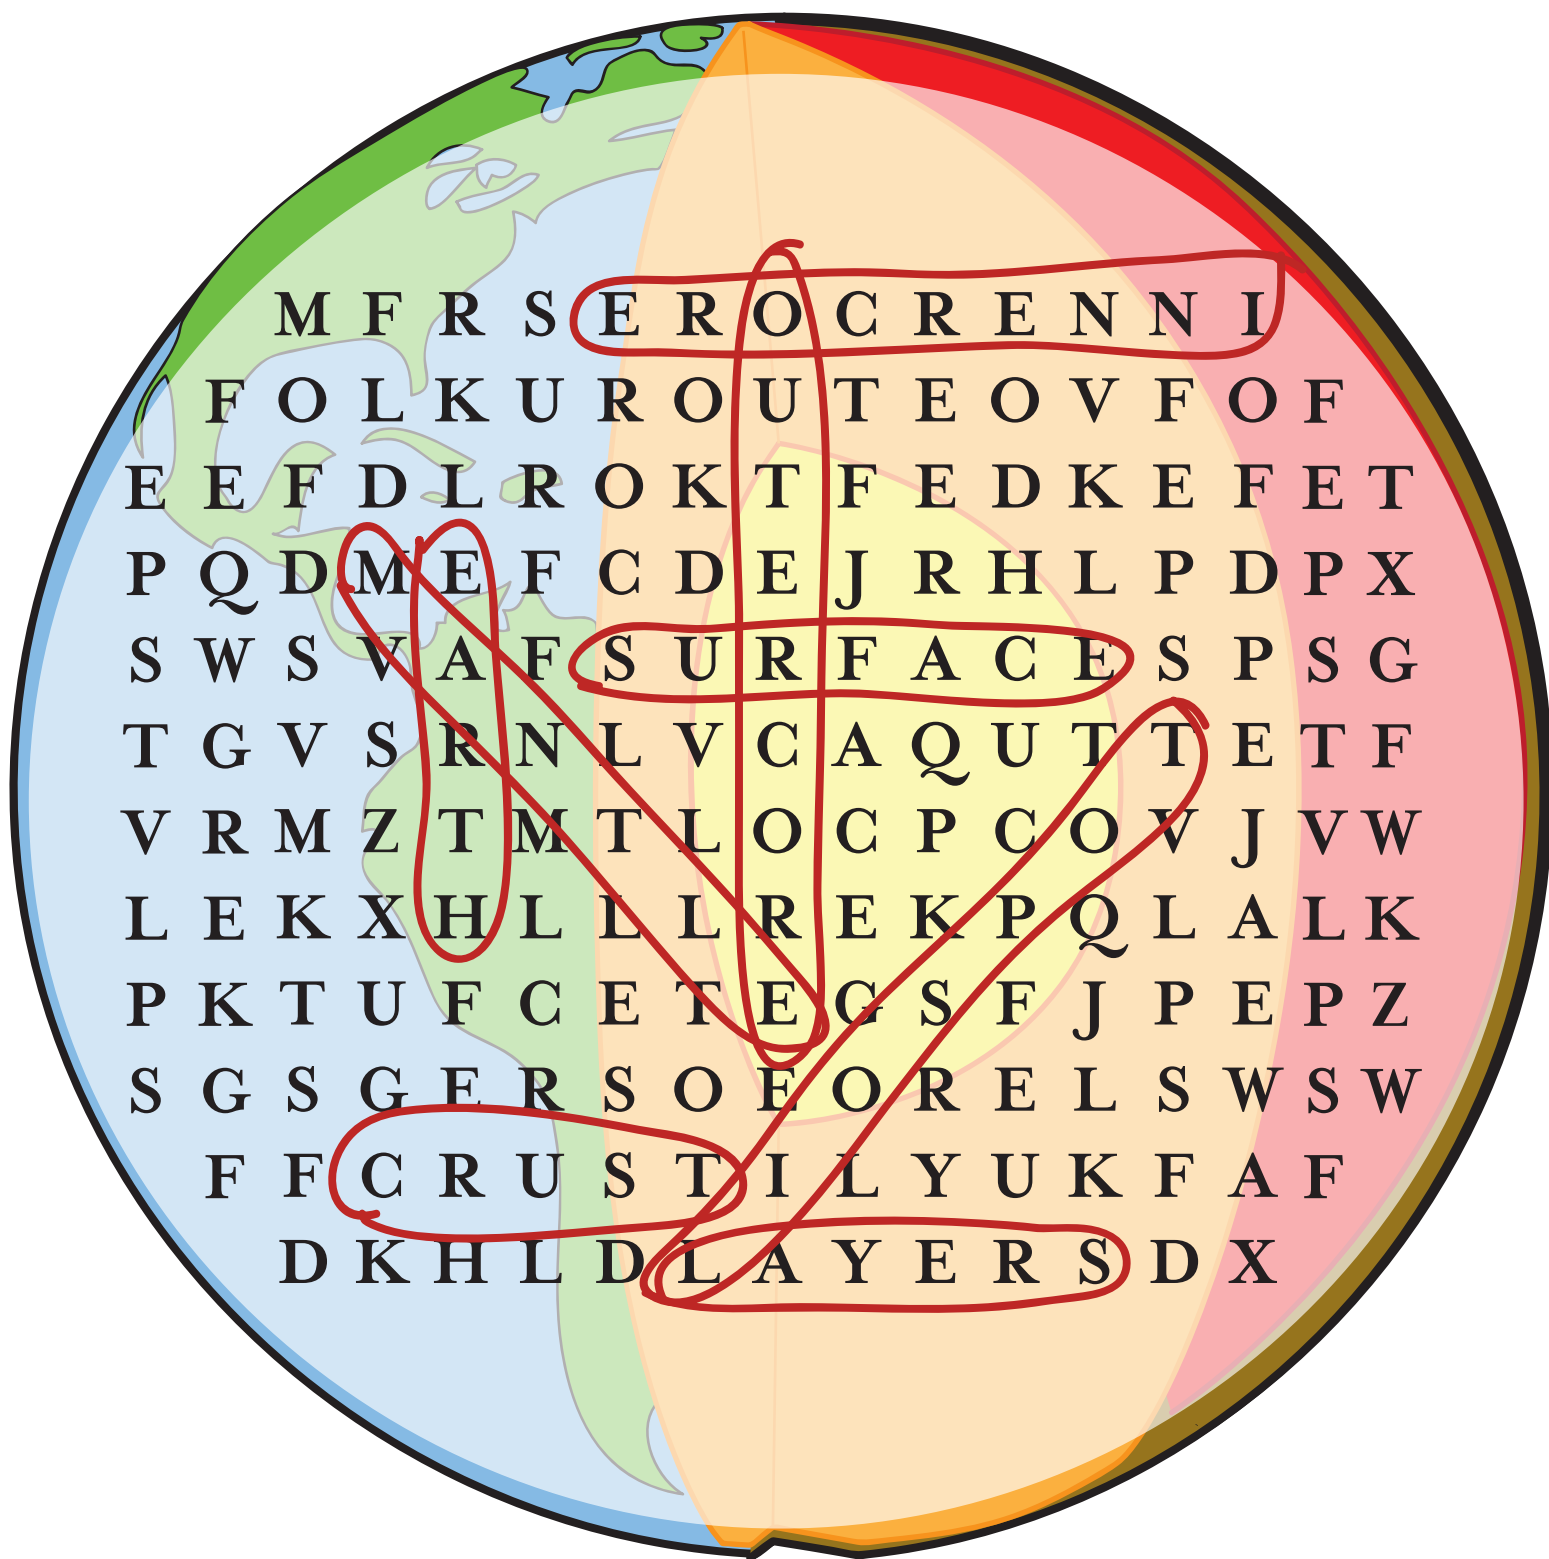 M F R S E R O C R E N N I
F O L K U R O U T E O V F O F
E E F D L R O K T F E D K E F E T
P Q D M E F C D E J R H L P D P X
S W S V A F S U R F A C E S P S G
T G V S R N L V C A Q U T T E T F
V R M Z T M T L O C P C O V J V W
L E K X H L L L R E K P Q L A L K
P K T U F C E T E G S F J P E P Z
S G S G E R S O E O R E L S W S W
F F C R U S T I L Y U K F A F
D K H L D L A Y E R S D X